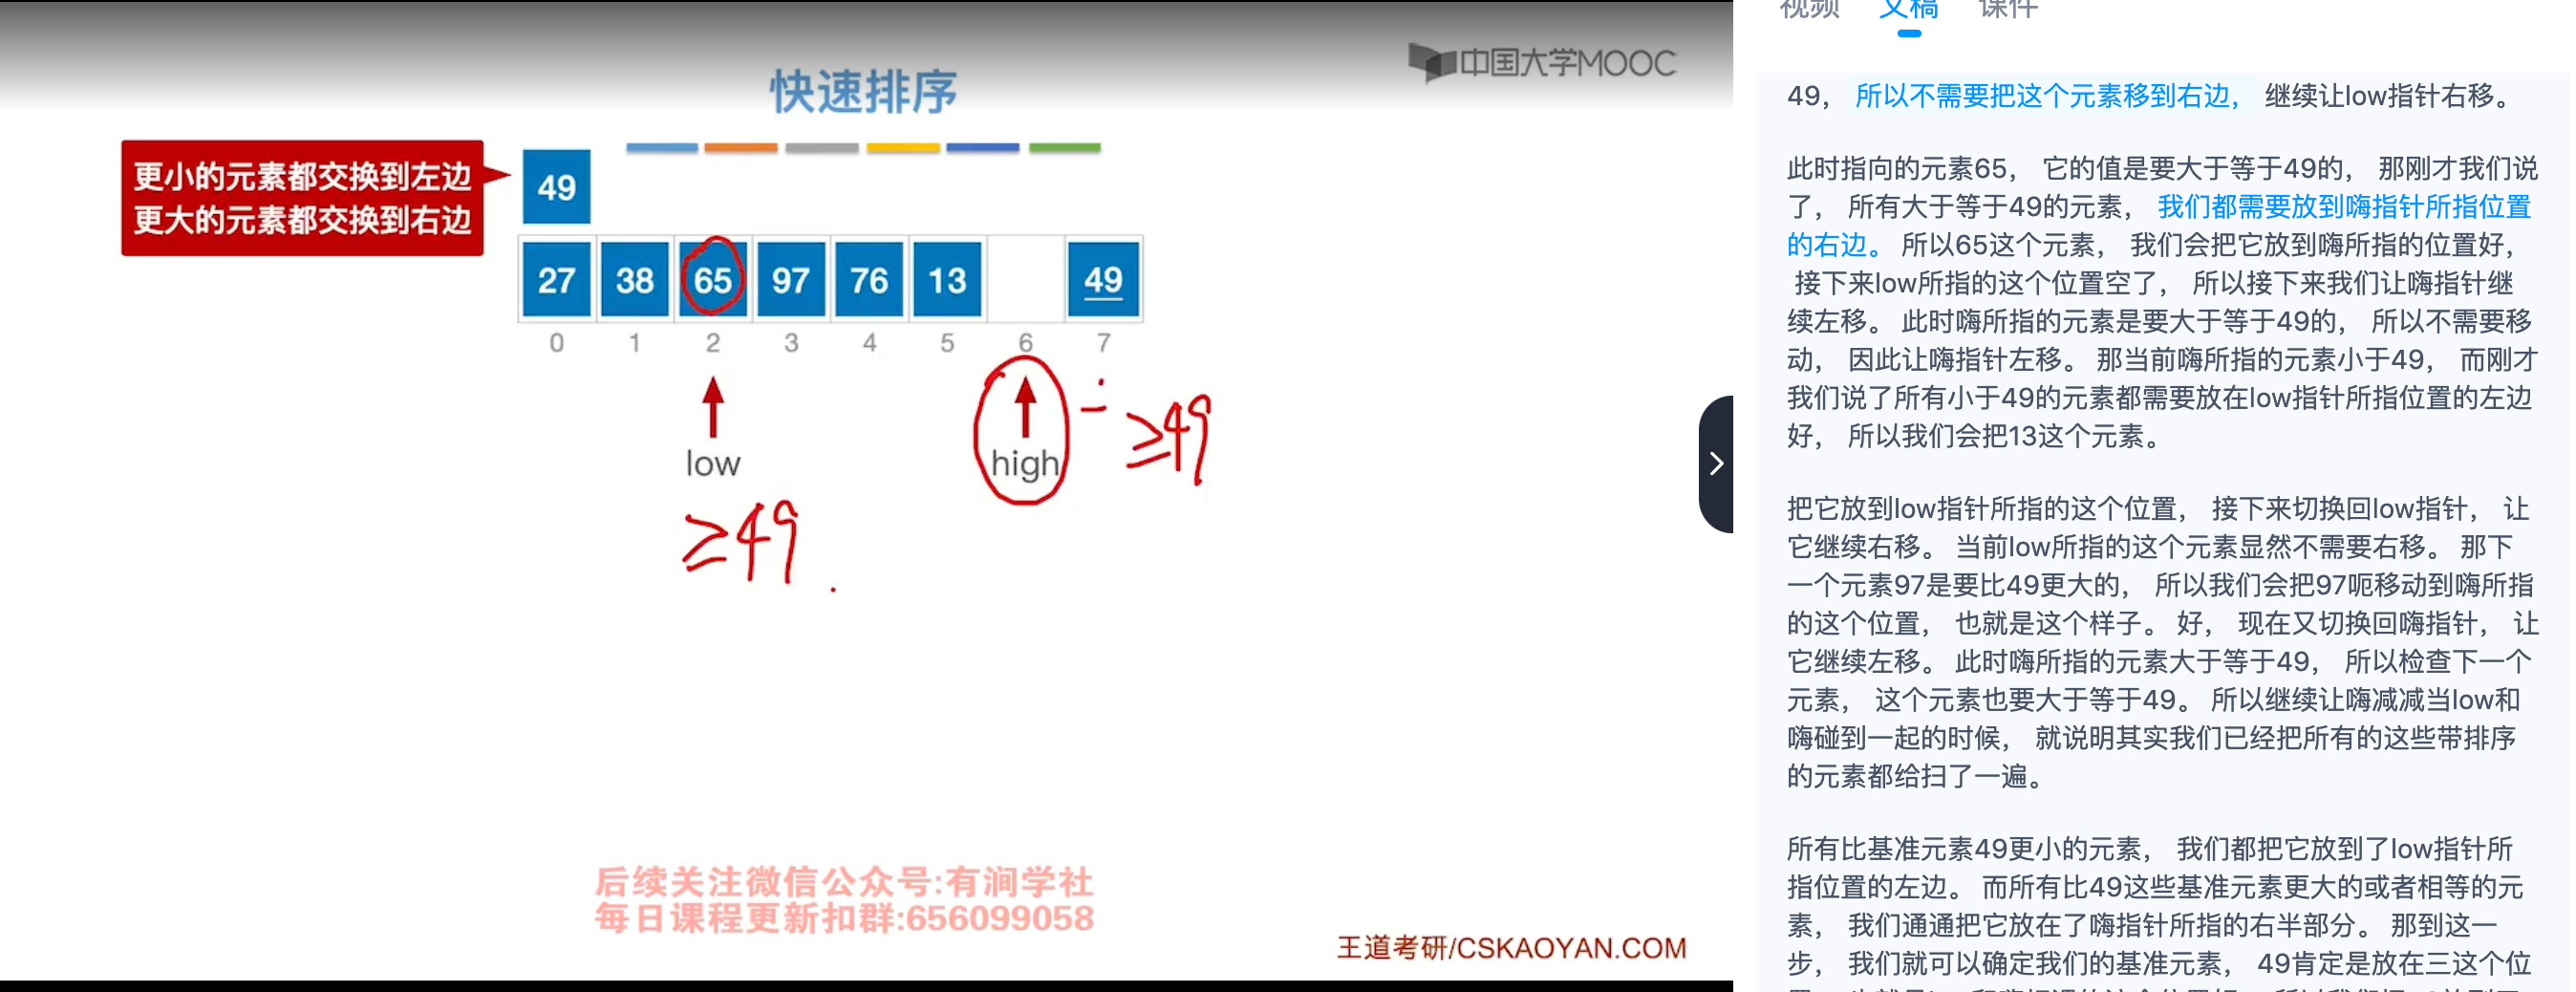 中国大学MOOC
快速排序
更小的元素都交换到左边
更大的元素都交换到右边
49
27 38 65 97 76 13 49
0 1 2 3 4 5 6 7
low
high
≥49
≥49
后续关注微信公众号:有涧学社
每日课程更新扣群:656099058
王道考研/CSKAOYAN.COM
视频 文稿 课件
49， 所以不需要把这个元素移到右边， 继续让low指针右移。
此时指向的元素65， 它的值是要大于等于49的， 那刚才我们说
了， 所有大于等于49的元素， 我们都需要放到嗨指针所指位置
的右边。 所以65这个元素， 我们会把它放到嗨所指的位置好，
接下来low所指的这个位置空了， 所以接下来我们让嗨指针继
续左移。 此时嗨所指的元素是要大于等于49的， 所以不需要移
动， 因此让嗨指针左移。 那当前嗨所指的元素小于49， 而刚才
我们说了所有小于49的元素都需要放在low指针所指位置的左边
好， 所以我们会把13这个元素。
把它放到low指针所指的这个位置， 接下来切换回low指针， 让
它继续右移。 当前low所指的这个元素显然不需要右移。 那下
一个元素97是要比49更大的， 所以我们会把97呃移动到嗨所指
的这个位置， 也就是这个样子。 好， 现在又切换回嗨指针， 让
它继续左移。 此时嗨所指的元素大于等于49， 所以检查下一个
元素， 这个元素也要大于等于49。 所以继续让嗨减减当low和
嗨碰到一起的时候， 就说明其实我们已经把所有的这些带排序
的元素都给扫了一遍。
所有比基准元素49更小的元素， 我们都把它放到了low指针所
指位置的左边。 而所有比49这些基准元素更大的或者相等的元
素， 我们通通把它放在了嗨指针所指的右半部分。 那到这一
步， 我们就可以确定我们的基准元素， 49肯定是放在三这个位